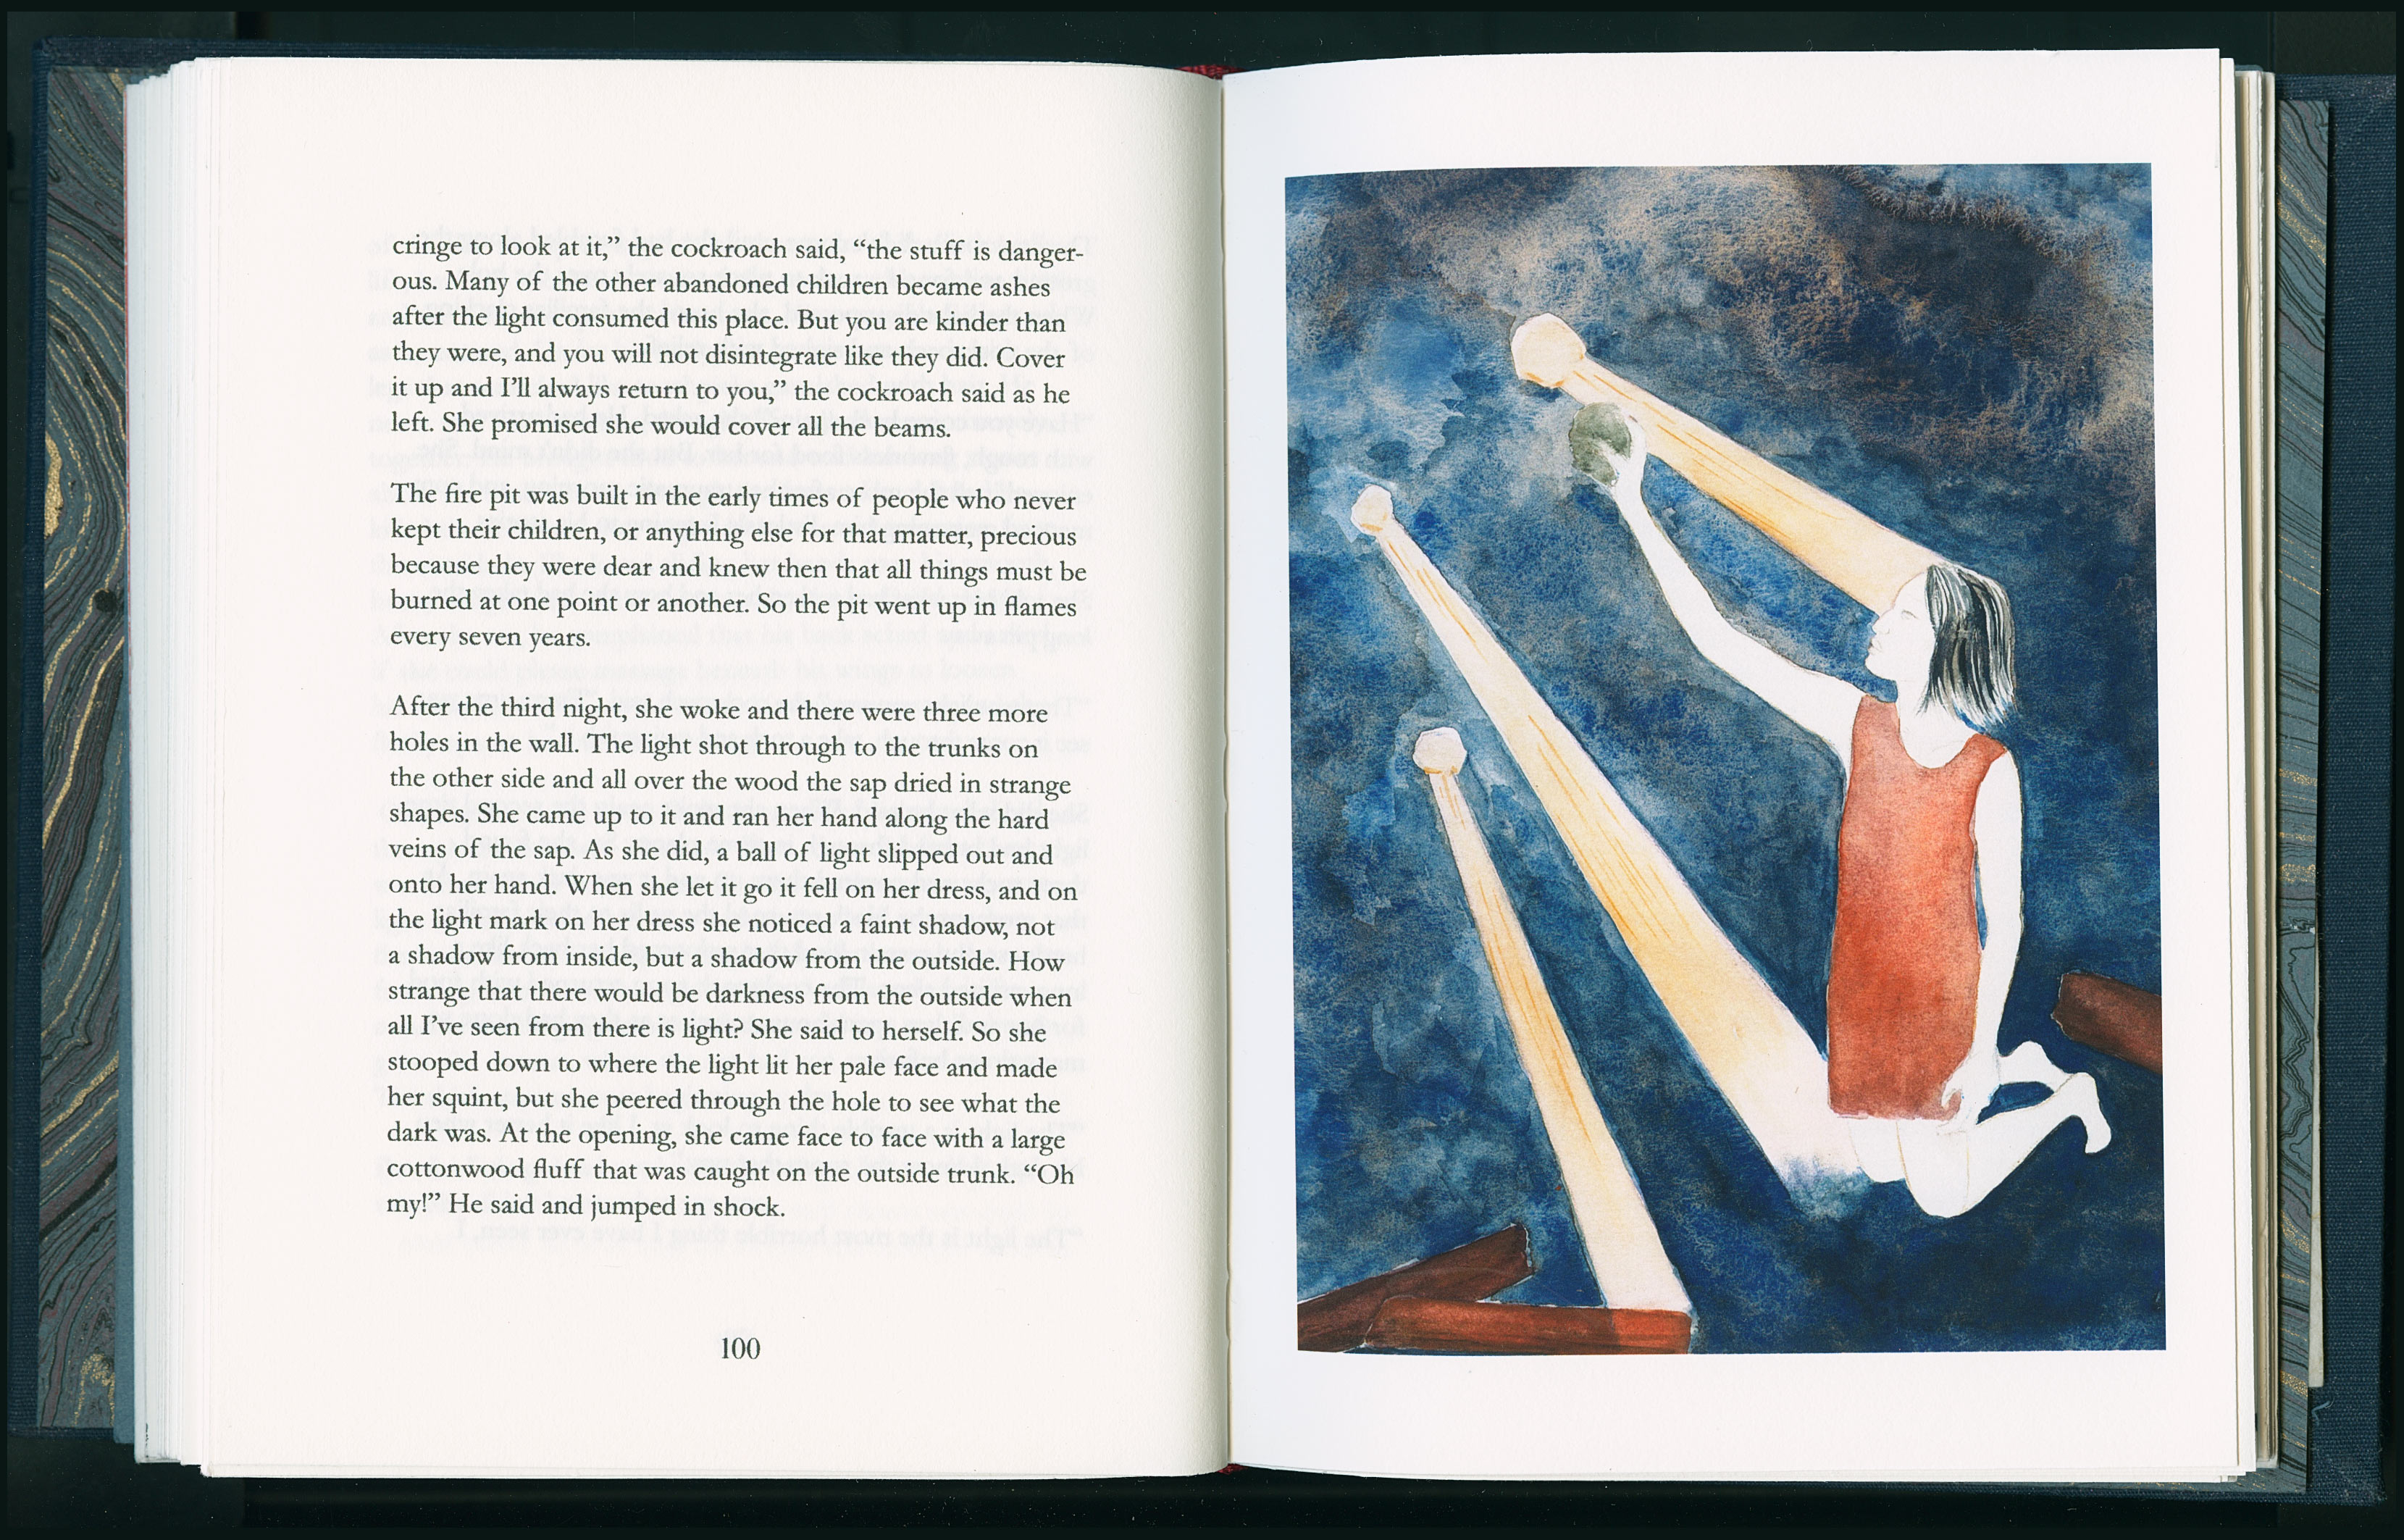 cringe to look at it,” the cockroach said, “the stuff is danger-
ous. Many of the other abandoned children became ashes
after the light consumed this place. But you are kinder than
they were, and you will not disintegrate like they did. Cover
it up and I’ll always return to you,” the cockroach said as he
left. She promised she would cover all the beams.
The fire pit was built in the early times of people who never
kept their children, or anything else for that matter, precious
because they were dear and knew then that all things must be
burned at one point or another. So the pit went up in flames
every seven years.
After the third night, she woke and there were three more
holes in the wall. The light shot through to the trunks on
the other side and all over the wood the sap dried in strange
shapes. She came up to it and ran her hand along the hard
veins of the sap. As she did, a ball of light slipped out and
onto her hand. When she let it go it fell on her dress, and on
the light mark on her dress she noticed a faint shadow, not
a shadow from inside, but a shadow from the outside. How
strange that there would be darkness from the outside when
all I’ve seen from there is light? She said to herself. So she
stooped down to where the light lit her pale face and made
her squint, but she peered through the hole to see what the
dark was. At the opening, she came face to face with a large
cottonwood fluff that was caught on the outside trunk. “Oh
my!” He said and jumped in shock.
100